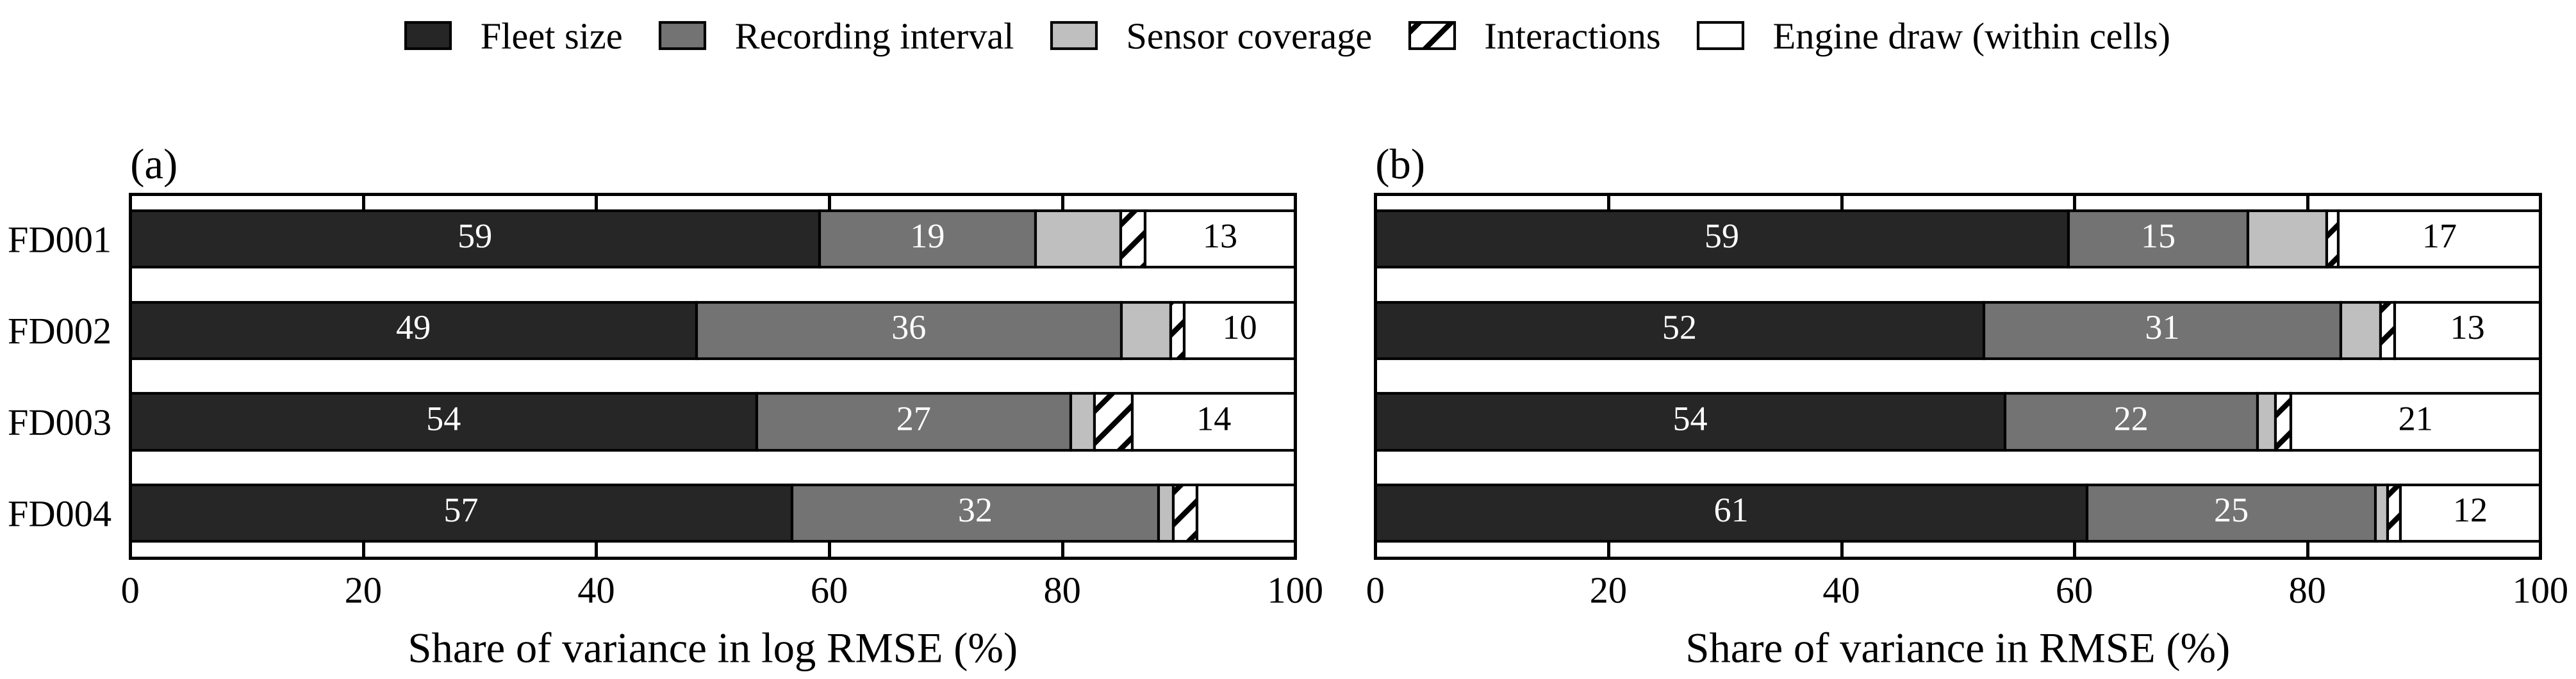 Fleet size Recording interval Sensor coverage Interactions Engine draw (within cells)
(a)
FD001 59 19 13
FD002 49 36 10
FD003 54 27 14
FD004 57 32
0 20 40 60 80 100
Share of variance in log RMSE (%)
(b)
59 15 17
52 31 13
54 22 21
61 25 12
0 20 40 60 80 100
Share of variance in RMSE (%)